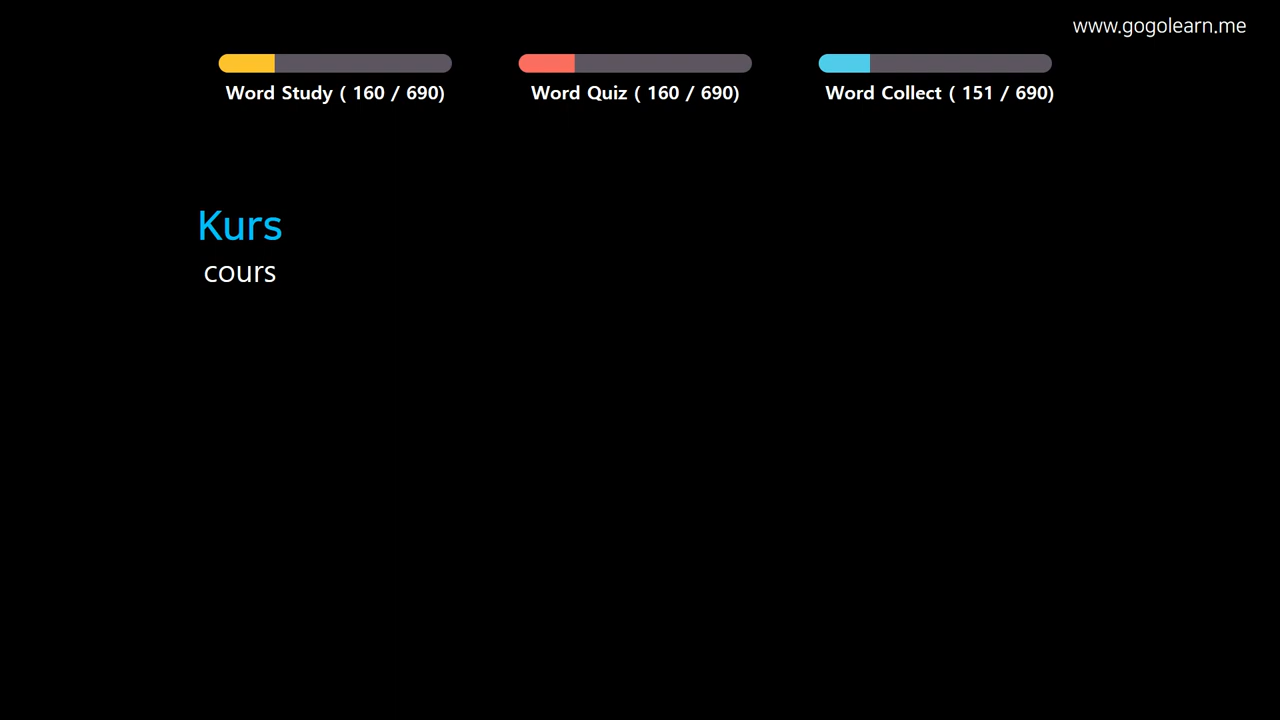 www.gogolearn.me
Word Study ( 160 / 690)
Word Quiz ( 160 / 690)
Word Collect ( 151 / 690)
Kurs
cours